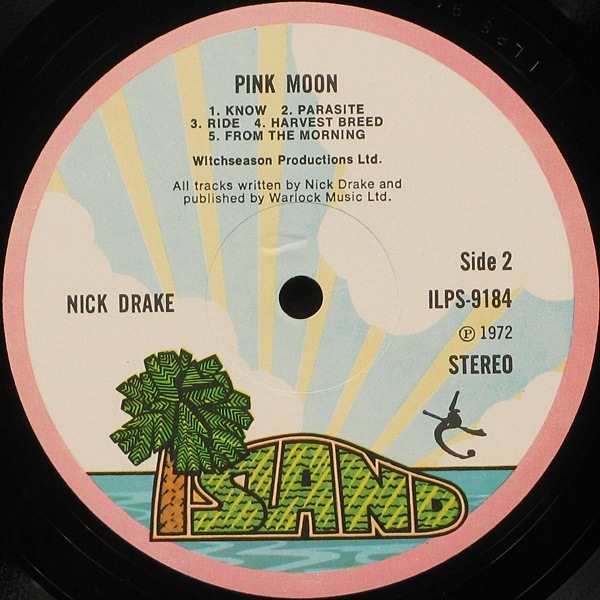 PINK MOON
1. KNOW 2. PARASITE
3. RIDE 4. HARVEST BREED
5. FROM THE MORNING
Witchseason Productions Ltd.
All tracks written by Nick Drake and
published by Warlock Music Ltd.
Side 2
NICK DRAKE
ILPS-9184
Ⓟ 1972
STEREO
ISLAND